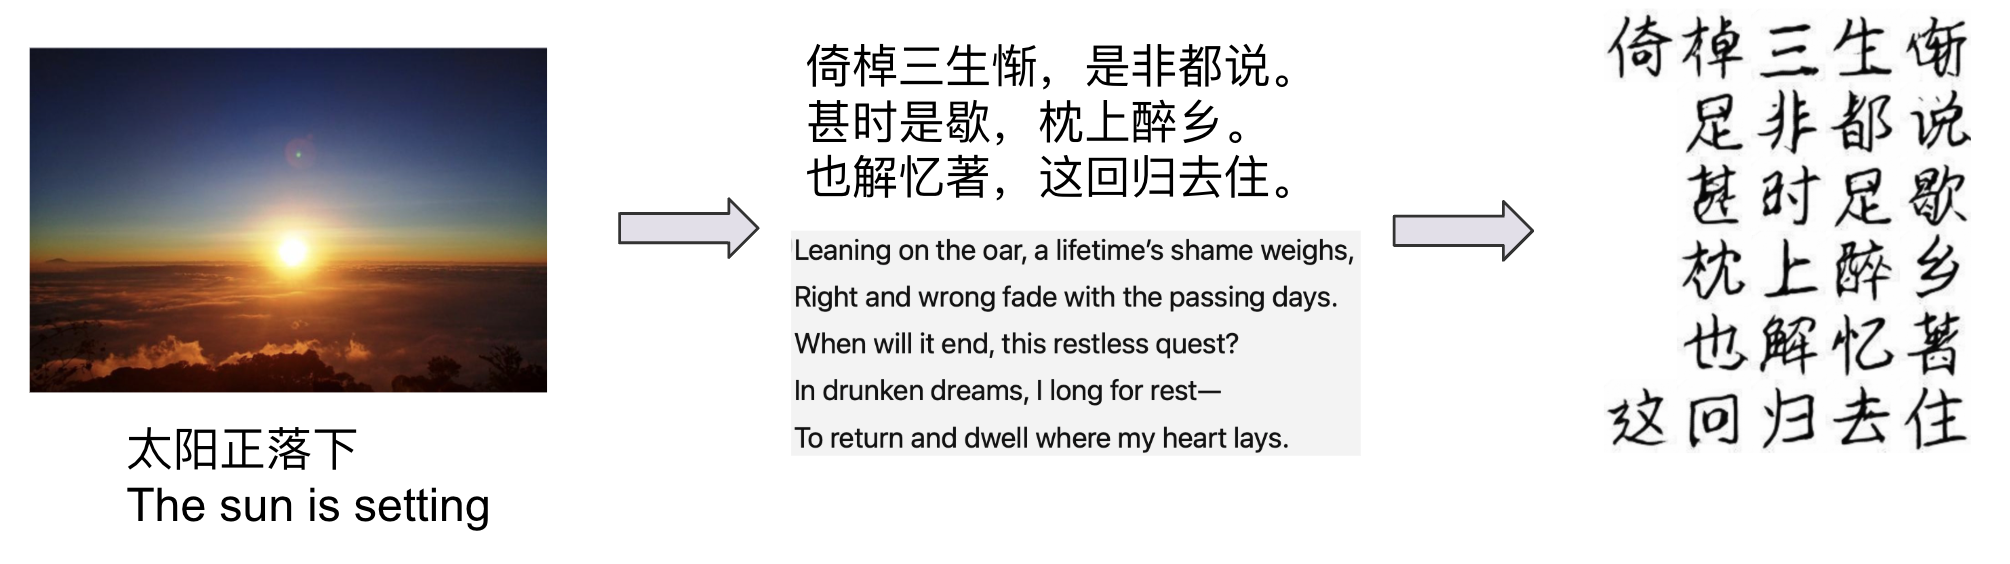 太阳正落下
The sun is setting
倚棹三生惭，是非都说。
甚时是歇，枕上醉乡。
也解忆著，这回归去住。
Leaning on the oar, a lifetime’s shame weighs,
Right and wrong fade with the passing days.
When will it end, this restless quest?
In drunken dreams, I long for rest—
To return and dwell where my heart lays.
倚棹三生惭
是非都说
甚时是歇
枕上醉乡
也解忆著
这回归去住